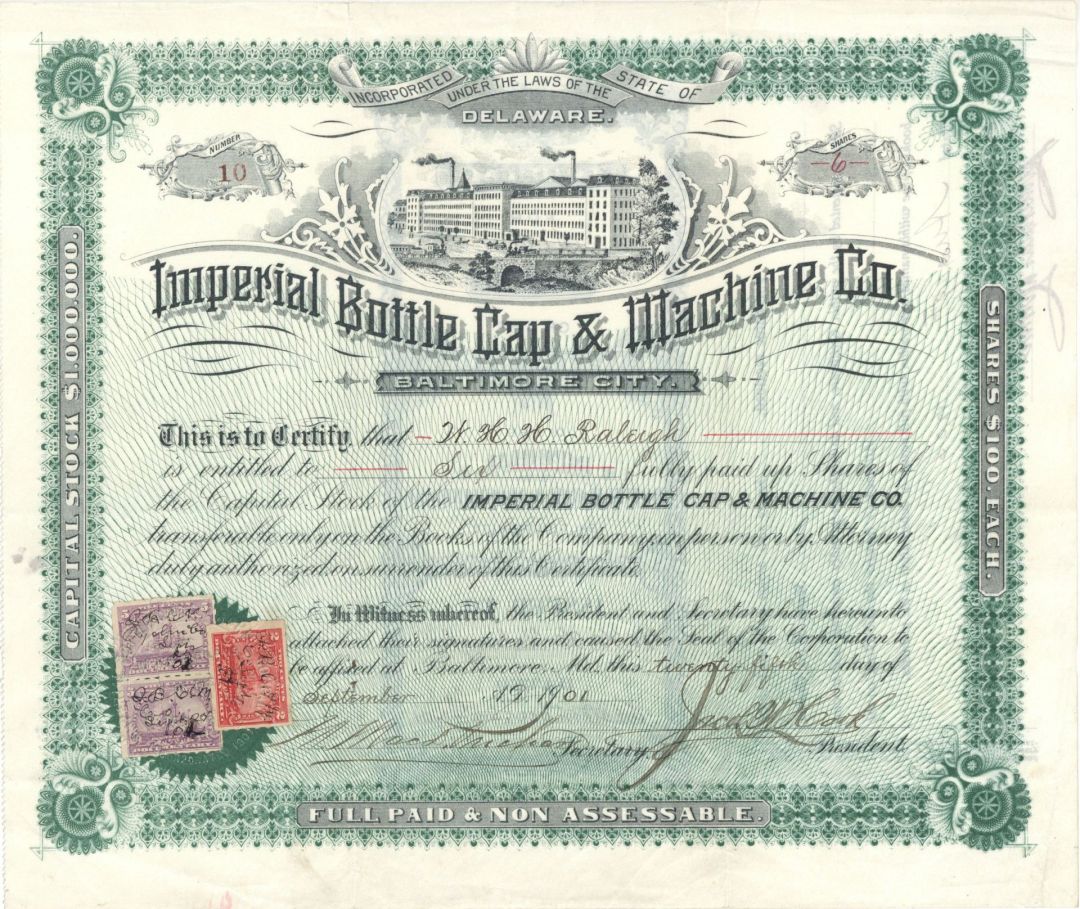 INCORPORATED UNDER THE LAWS OF THE STATE OF
DELAWARE.
NUMBER
10
SHARES
—6—
Imperial Bottle Cap & Machine Co.
BALTIMORE CITY.
CAPITAL STOCK $1.000.000.
SHARES $100. EACH.
This is to Certify that W. H. H. Raleigh
is entitled to Six fully paid up Shares of
the Capital Stock of the IMPERIAL BOTTLE CAP & MACHINE CO.
transferable only on the Books of the Company in person or by Attorney
duly authorized on surrender of this Certificate
In Witness whereof, the President and Secretary have hereunto
attached their signatures and caused the seal of the Corporation to
be affixed at Baltimore, Md. this twenty fifth day of
September 19 1901
Secretary.
President
FULL PAID & NON ASSESSABLE.